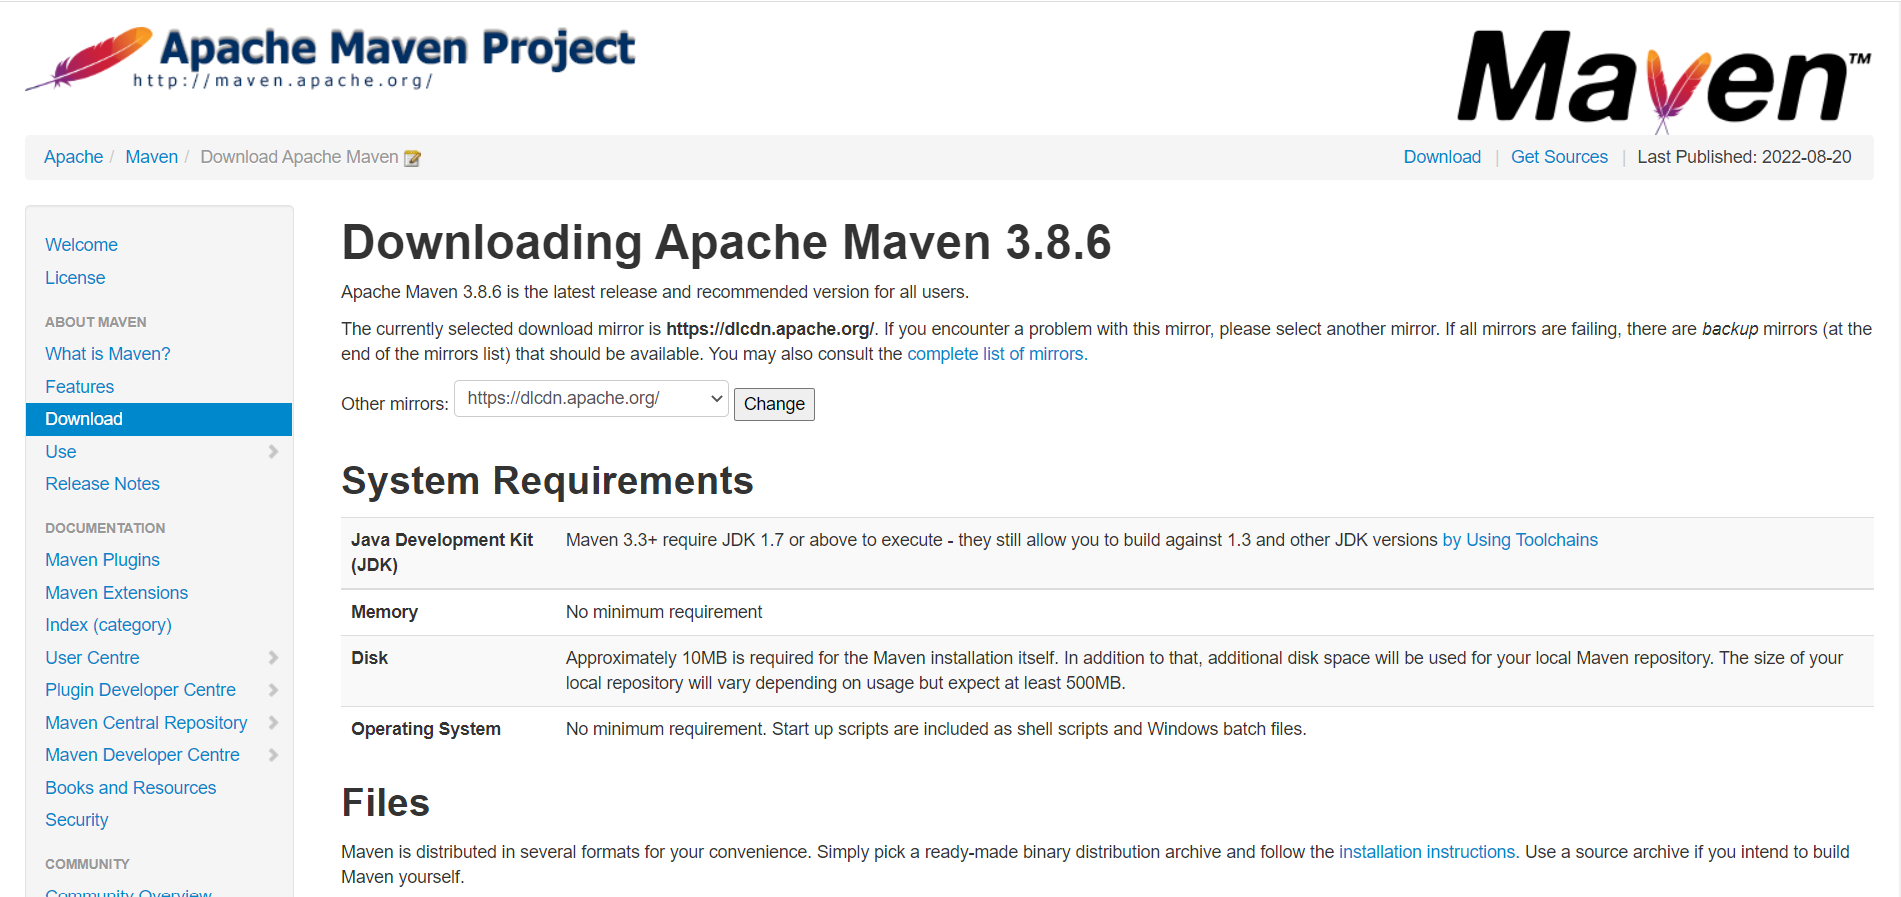 Apache Maven Project
http://maven.apache.org/
Maven™
Apache / Maven / Download Apache Maven
Download | Get Sources | Last Published: 2022-08-20
Welcome
License
ABOUT MAVEN
What is Maven?
Features
Download
Use
Release Notes
DOCUMENTATION
Maven Plugins
Maven Extensions
Index (category)
User Centre
Plugin Developer Centre
Maven Central Repository
Maven Developer Centre
Books and Resources
Security
COMMUNITY
Community Overview
Downloading Apache Maven 3.8.6
Apache Maven 3.8.6 is the latest release and recommended version for all users.
The currently selected download mirror is https://dlcdn.apache.org/. If you encounter a problem with this mirror, please select another mirror. If all mirrors are failing, there are backup mirrors (at the
end of the mirrors list) that should be available. You may also consult the complete list of mirrors.
Other mirrors: https://dlcdn.apache.org/ Change
System Requirements
Java Development Kit Maven 3.3+ require JDK 1.7 or above to execute - they still allow you to build against 1.3 and other JDK versions by Using Toolchains
(JDK)
Memory No minimum requirement
Disk Approximately 10MB is required for the Maven installation itself. In addition to that, additional disk space will be used for your local Maven repository. The size of your
local repository will vary depending on usage but expect at least 500MB.
Operating System No minimum requirement. Start up scripts are included as shell scripts and Windows batch files.
Files
Maven is distributed in several formats for your convenience. Simply pick a ready-made binary distribution archive and follow the installation instructions. Use a source archive if you intend to build
Maven yourself.